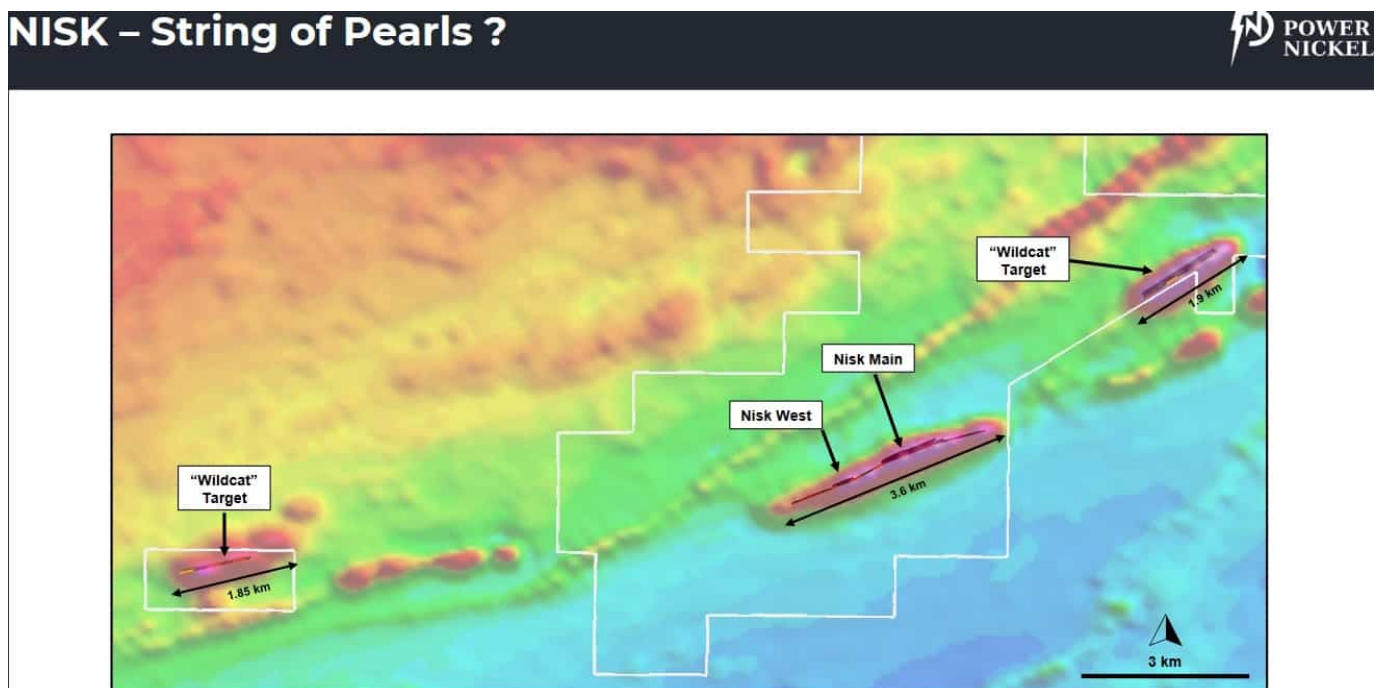 NISK – String of Pearls ?
POWER
NICKEL
“Wildcat”
Target
1.9 km
Nisk Main
Nisk West
3.6 km
“Wildcat”
Target
1.85 km
3 km